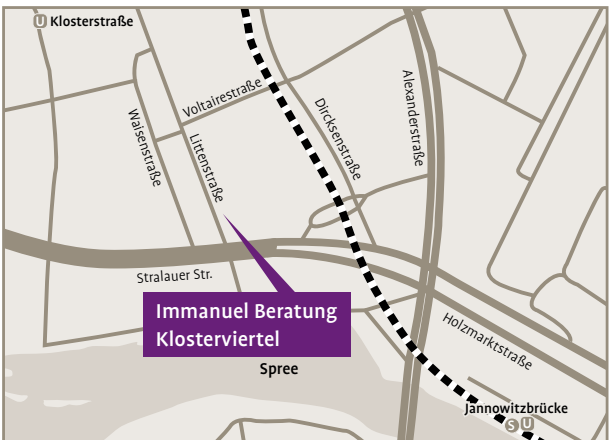 U Klosterstraße
Voltairestraße
Waisenstraße
Littenstraße
Dircksenstraße
Alexanderstraße
Stralauer Str.
Immanuel Beratung
Klosterviertel
Holzmarktstraße
Spree
Jannowitzbrücke
S U